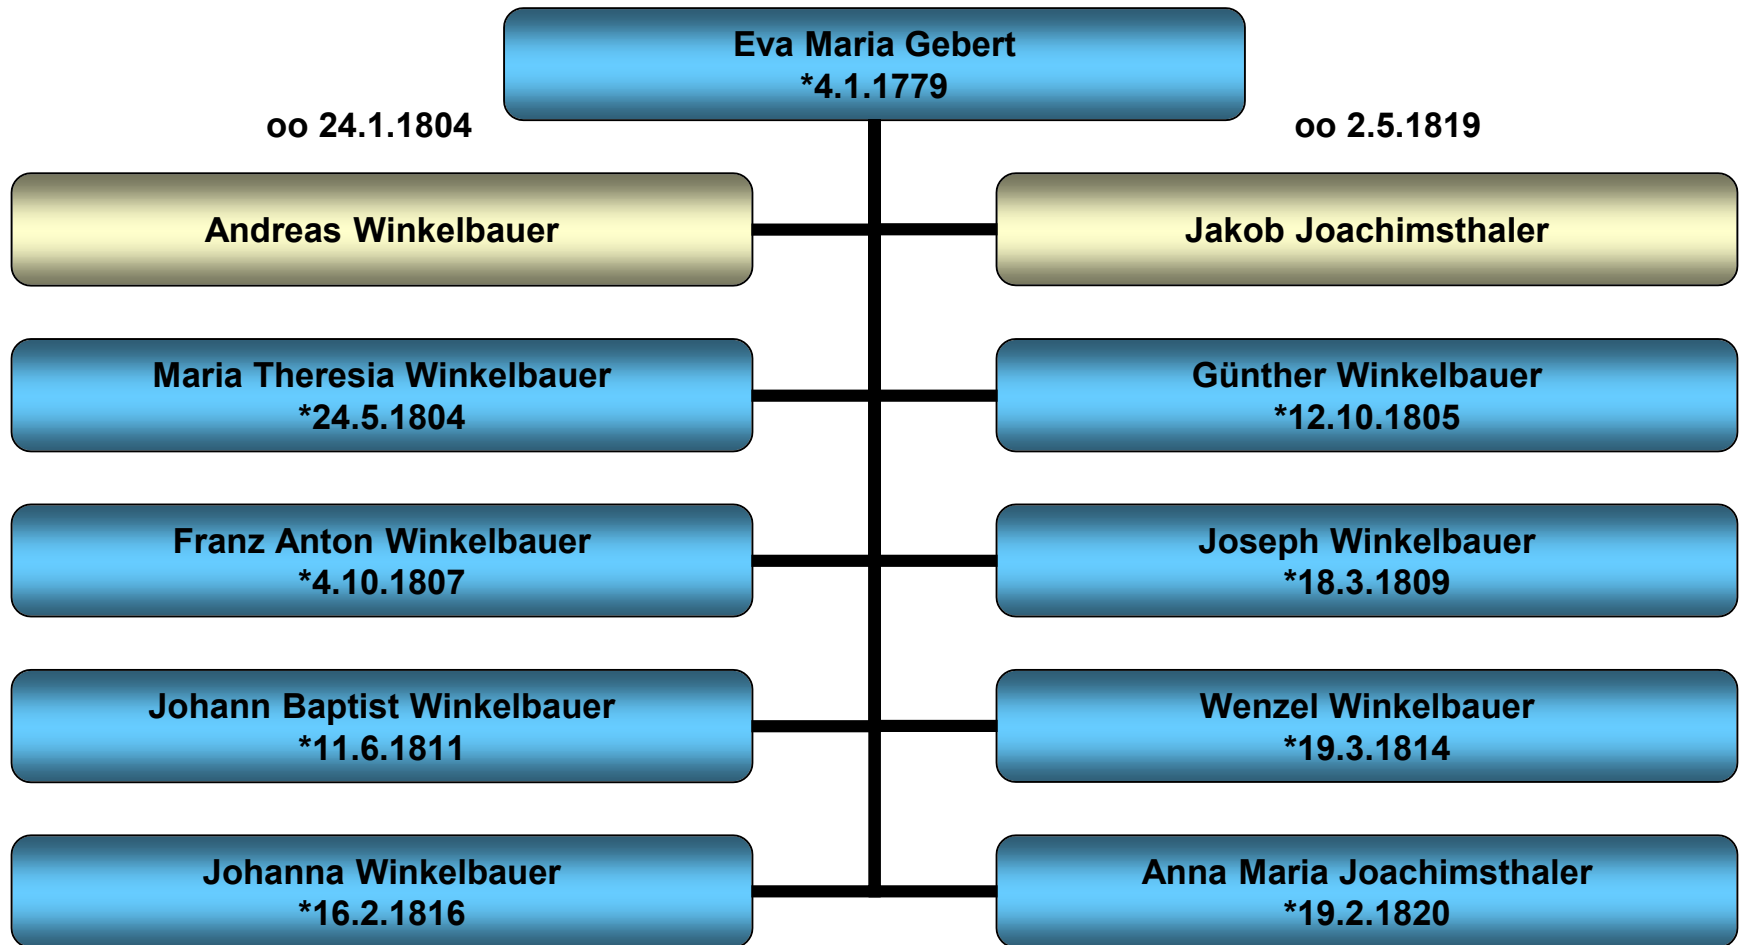 Eva Maria Gebert
*4.1.1779
oo 24.1.1804
oo 2.5.1819
Andreas Winkelbauer
Jakob Joachimsthaler
Maria Theresia Winkelbauer
*24.5.1804
Günther Winkelbauer
*12.10.1805
Franz Anton Winkelbauer
*4.10.1807
Joseph Winkelbauer
*18.3.1809
Johann Baptist Winkelbauer
*11.6.1811
Wenzel Winkelbauer
*19.3.1814
Johanna Winkelbauer
*16.2.1816
Anna Maria Joachimsthaler
*19.2.1820